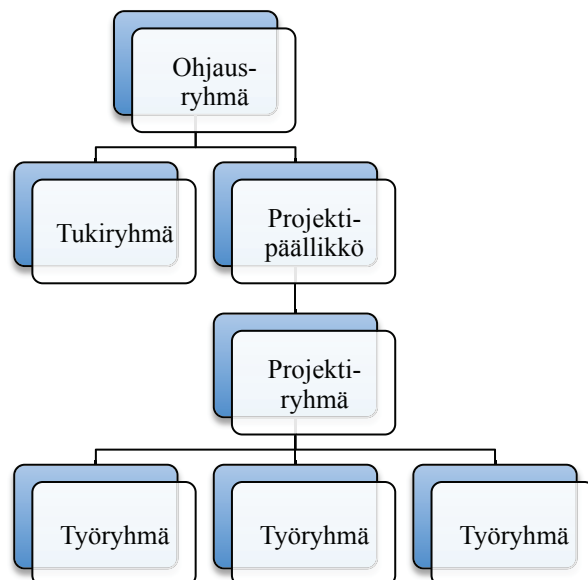 Ohjaus-
ryhmä
Tukiryhmä
Projekti-
päällikkö
Projekti-
ryhmä
Työryhmä
Työryhmä
Työryhmä